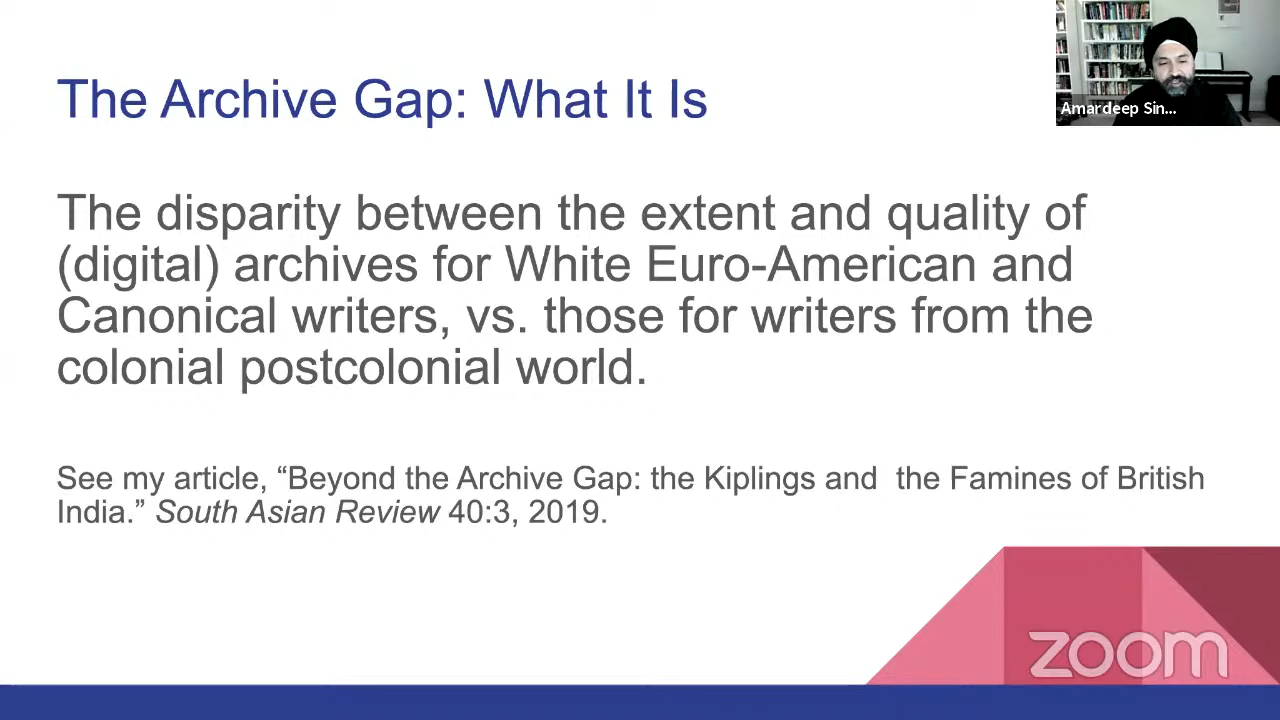 The Archive Gap: What It Is
Amardeep Sin...
The disparity between the extent and quality of
(digital) archives for White Euro-American and
Canonical writers, vs. those for writers from the
colonial postcolonial world.
See my article, “Beyond the Archive Gap: the Kiplings and  the Famines of British
India.” South Asian Review 40:3, 2019.
zoom